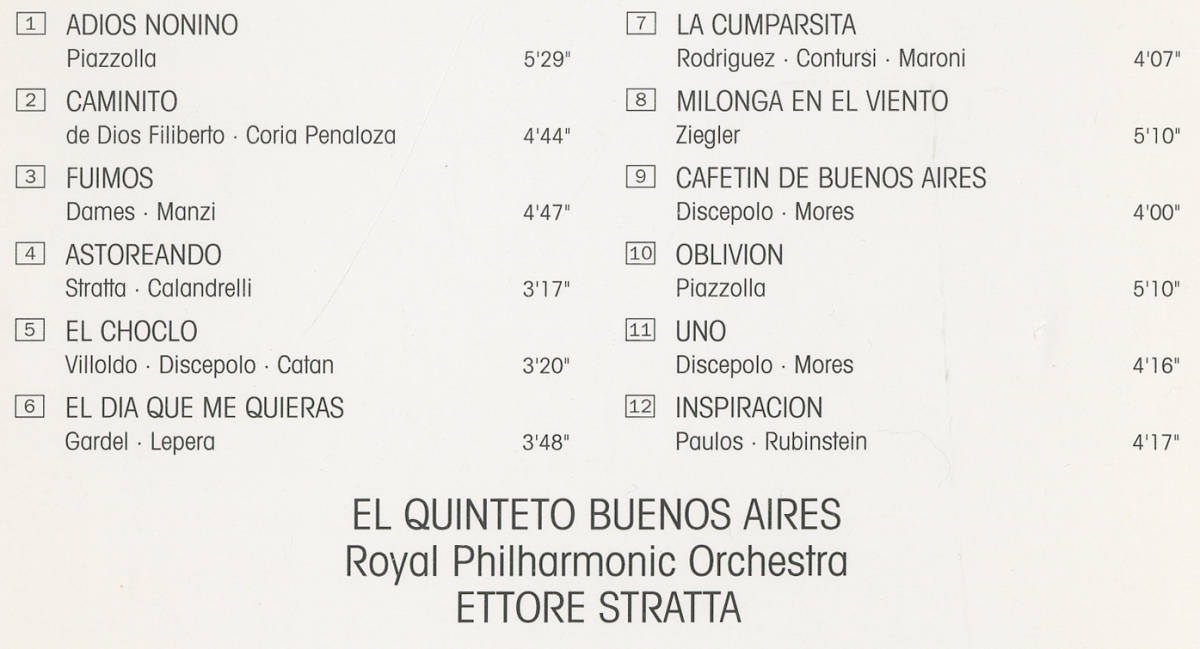 1 ADIOS NONINO
Piazzolla 5'29"
2 CAMINITO
de Dios Filiberto · Coria Penaloza 4'44"
3 FUIMOS
Dames · Manzi 4'47"
4 ASTOREANDO
Stratta · Calandrelli 3'17"
5 EL CHOCLO
Villoldo · Discepolo · Catan 3'20"
6 EL DIA QUE ME QUIERAS
Gardel · Lepera 3'48"
7 LA CUMPARSITA
Rodriguez · Contursi · Maroni 4'07"
8 MILONGA EN EL VIENTO
Ziegler 5'10"
9 CAFETIN DE BUENOS AIRES
Discepolo · Mores 4'00"
10 OBLIVION
Piazzolla 5'10"
11 UNO
Discepolo · Mores 4'16"
12 INSPIRACION
Paulos · Rubinstein 4'17"
EL QUINTETO BUENOS AIRES
Royal Philharmonic Orchestra
ETTORE STRATTA